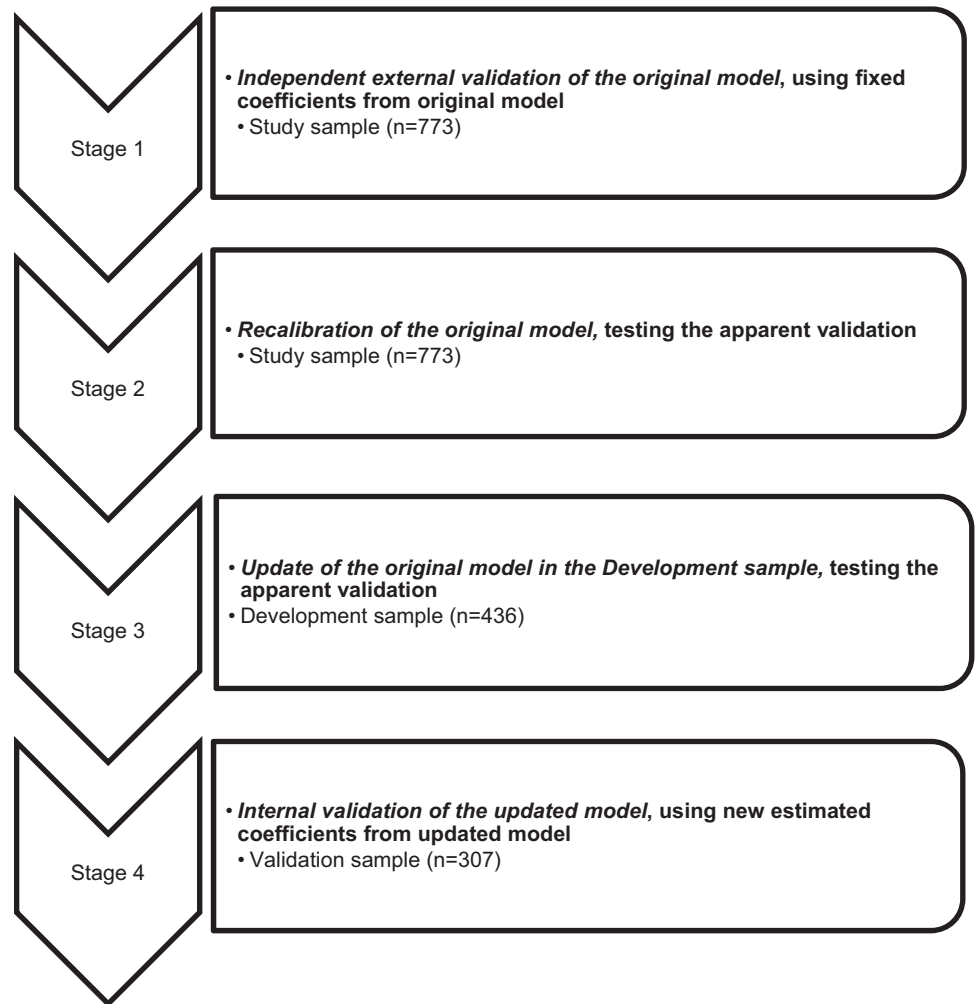 Stage 1
• Independent external validation of the original model, using fixed
coefficients from original model
• Study sample (n=773)
Stage 2
• Recalibration of the original model, testing the apparent validation
• Study sample (n=773)
Stage 3
• Update of the original model in the Development sample, testing the
apparent validation
• Development sample (n=436)
Stage 4
• Internal validation of the updated model, using new estimated
coefficients from updated model
• Validation sample (n=307)